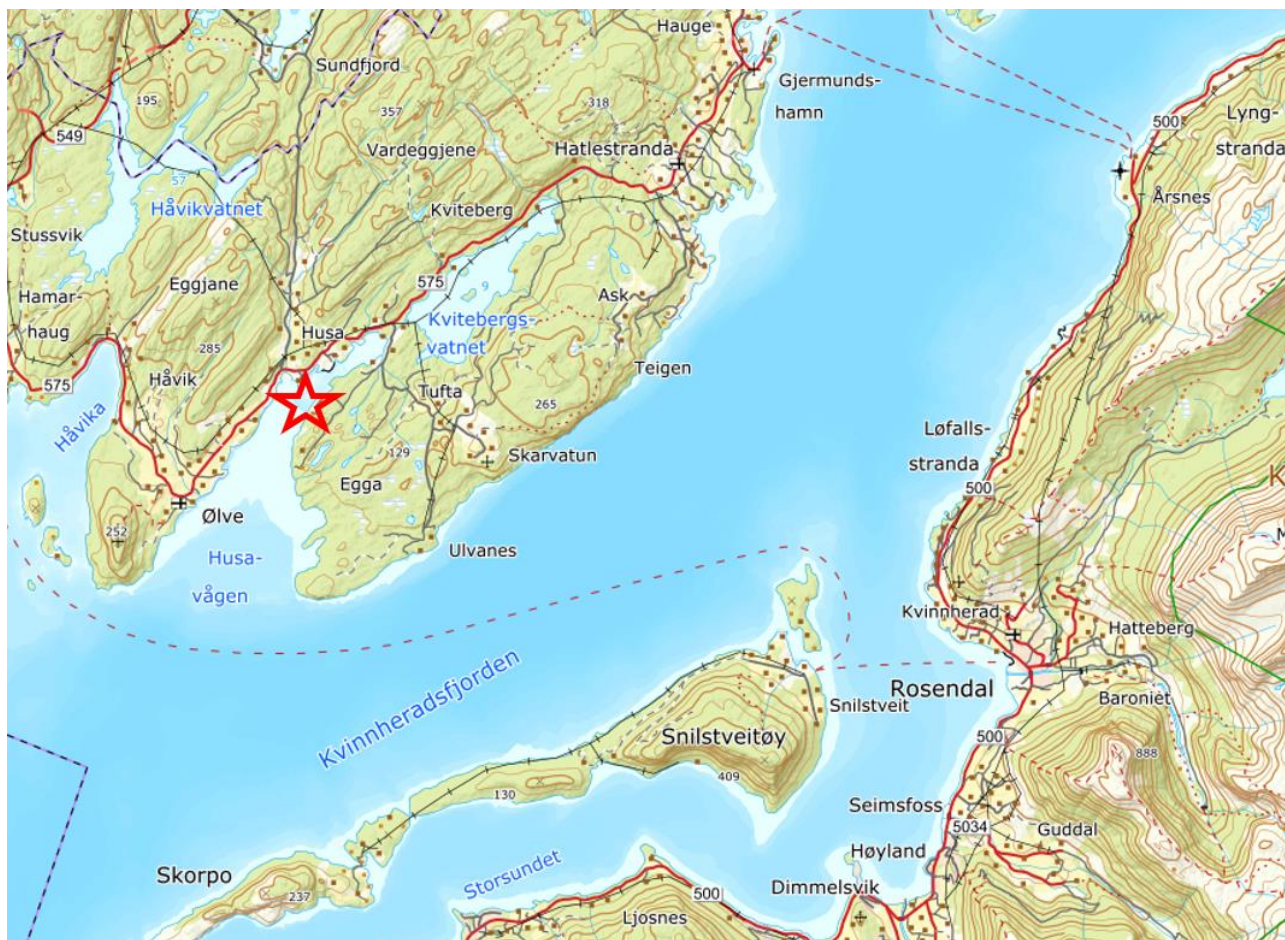 Hauge
Sundfjord
Gjermunds-
hamn
195
357
318
549
500
Lyng-
stranda
Vardeggjene
Hatlestranda
57
Håvikvatnet
Kviteberg
Årsnes
Stussvik
Eggjane
575
9
Ask
Hamar-
haug
Husa
Kvitebergs-
vatnet
285
Håvik
575
Teigen
Tufta
265
Håvika
Løfalls-
stranda
129
Skarvatun
Egga
500
K
Ølve
252
Husa-
vågen
Ulvanes
M
Kvinnherad
Hatteberg
Kvinnheradsfjorden
Rosendal
Baroniet
Snilstveit
Snilstveitøy
500
888
409
130
Seimsfoss
5034
Guddal
Høyland
Skorpo
Storsundet
Dimmelsvik
237
500
Ljosnes